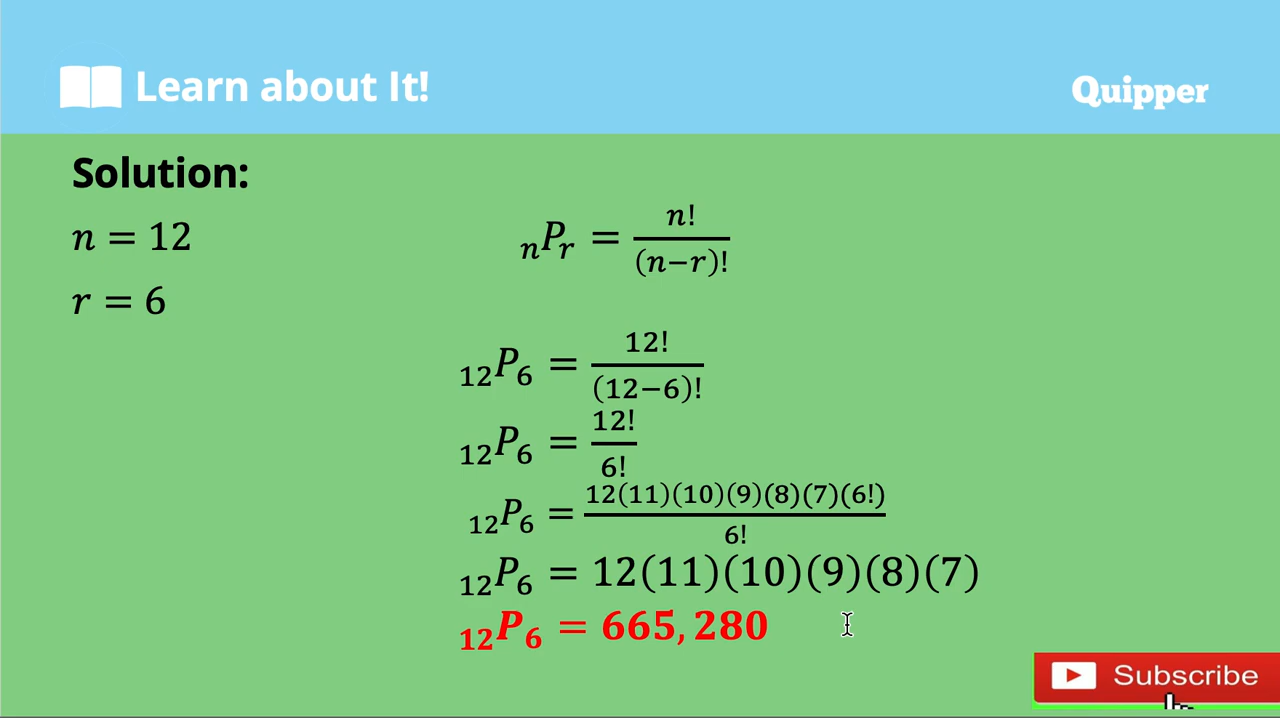 Learn about It!
Quipper
Solution:
n = 12
ₙPᵣ = n!/(n−r)!
r = 6
₁₂P₆ = 12!/(12−6)!
₁₂P₆ = 12!/6!
₁₂P₆ = 12(11)(10)(9)(8)(7)(6!)/6!
₁₂P₆ = 12(11)(10)(9)(8)(7)
₁₂P₆ = 665,280
Subscribe